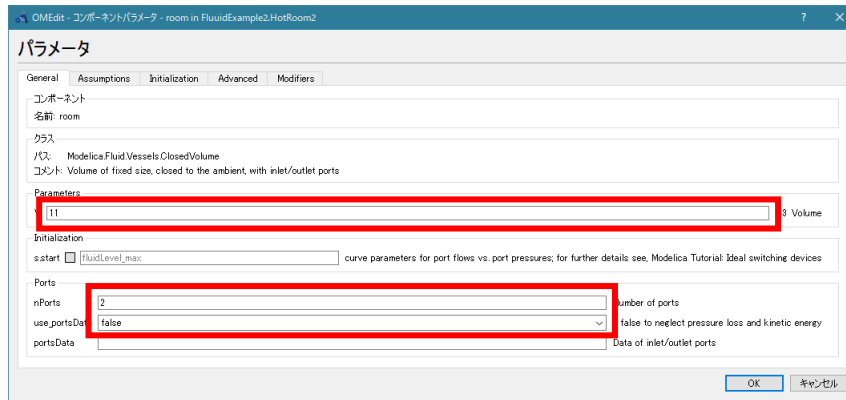 OMEdit - コンポーネントパラメータ - room in FluuidExample2.HotRoom2 ? ×
パラメータ
General Assumptions Initialization Advanced Modifiers
コンポーネント
名前: room
クラス
パス: Modelica.Fluid.Vessels.ClosedVolume
コメント: Volume of fixed size, closed to the ambient, with inlet/outlet ports
Parameters
11 3 Volume
Initialization
s.start fluidLevel_max curve parameters for port flows vs. port pressures; for further details see, Modelica Tutorial: Ideal switching devices
Ports
nPorts 2 Number of ports
use_portsData false false to neglect pressure loss and kinetic energy
portsData Data of inlet/outlet ports
OK キャンセル